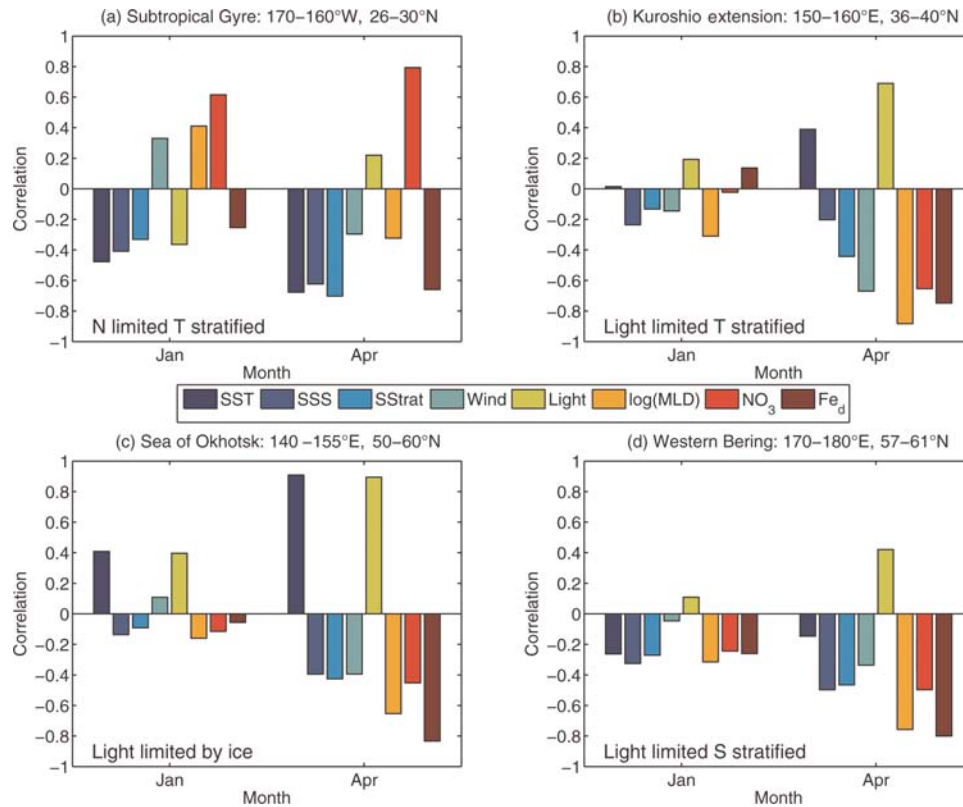 (a) Subtropical Gyre: 170–160°W, 26–30°N
1
0.8
0.6
0.4
0.2
0
−0.2
−0.4
−0.6
−0.8
−1
Correlation
N limited T stratified
Jan
Apr
Month
(b) Kuroshio extension: 150–160°E, 36–40°N
1
0.8
0.6
0.4
0.2
0
−0.2
−0.4
−0.6
−0.8
−1
Correlation
Light limited T stratified
Jan
Apr
Month
SST SSS SStrat Wind Light log(MLD) NO3 Fed
(c) Sea of Okhotsk: 140 –155°E, 50–60°N
1
0.8
0.6
0.4
0.2
0
−0.2
−0.4
−0.6
−0.8
−1
Correlation
Light limited by ice
Jan
Apr
Month
(d) Western Bering: 170–180°E, 57–61°N
1
0.8
0.6
0.4
0.2
0
−0.2
−0.4
−0.6
−0.8
−1
Correlation
Light limited S stratified
Jan
Apr
Month